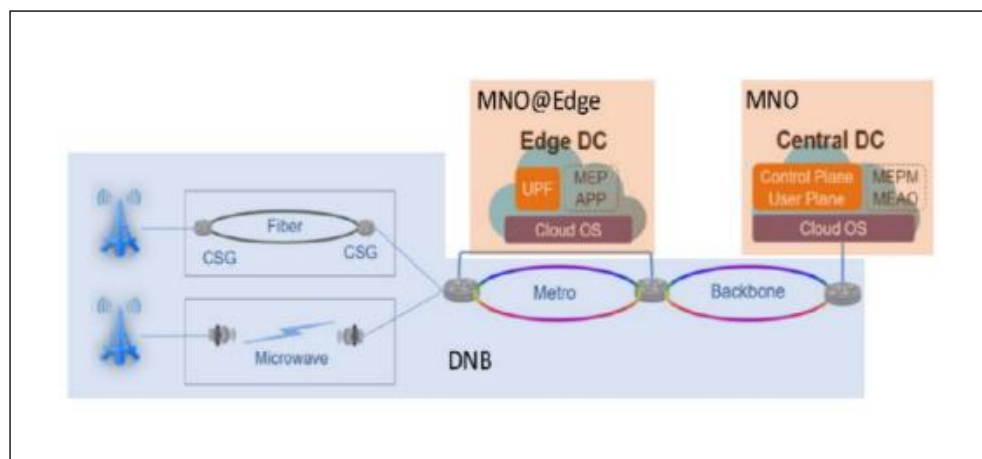 MNO@Edge
Edge DC
UPF
MEP
APP
Cloud OS
MNO
Central DC
Control Plane
User Plane
MEPM
MEAO
Cloud OS
Fiber
CSG
CSG
Microwave
Metro
Backbone
DNB